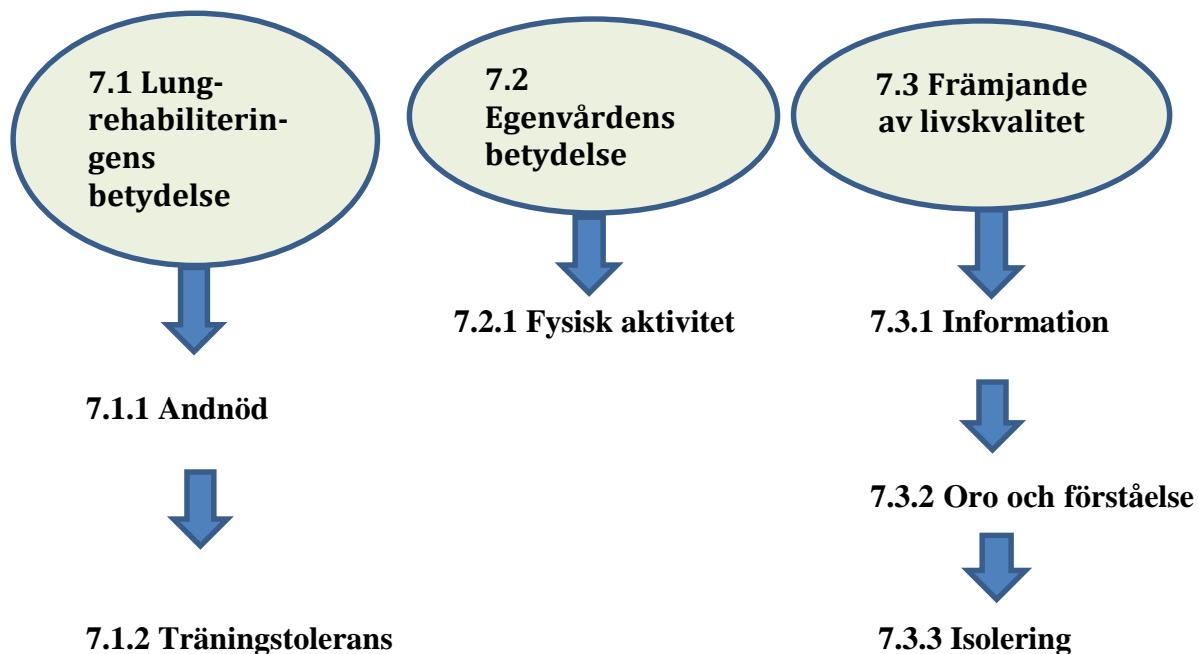 7.1 Lung-
rehabiliterin-
gens
betydelse
7.1.1 Andnöd
7.1.2 Träningstolerans
7.2
Egenvårdens
betydelse
7.2.1 Fysisk aktivitet
7.3 Främjande
av livskvalitet
7.3.1 Information
7.3.2 Oro och förståelse
7.3.3 Isolering